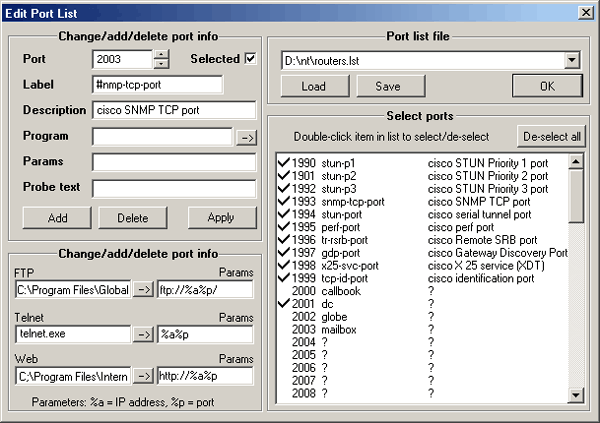 Edit Port List
Change/add/delete port info
Port 2003 Selected
Label #nmp-tcp-port
Description cisco SNMP TCP port
Program ->
Params
Probe text
Add Delete Apply
Change/add/delete port info
FTP Params
C:\Program Files\Global -> ftp://%a%p/
Telnet Params
telnet.exe -> %a%p
Web Params
C;\Program Files\Intern -> http://%a%p
Parameters: %a = IP address, %p = port
Port list file
D:\nt\routers.lst
Load Save OK
Select ports
Double-click item in list to select/de-select De-select all
1990 stun-p1 cisco STUN Priority 1 port
1901 stun-p2 cisco STUN Priority 2 port
1992 stun-p3 cisco STUN Priority 3 port
1993 snmp-tcp-port cisco SNMP TCP port
1994 stun-port cisco serial tunnel port
1995 perf-port cisco perf port
1996 tr-rsrb-port cisco Remote SRB port
1997 gdp-port cisco Gateway Discovery Port
1998 x25-svc-port cisco X 25 service (XDT)
1999 tcp-id-port cisco identification port
2000 callbook ?
2001 dc ?
2002 globe ?
2003 mailbox ?
2004 ? ?
2005 ? ?
2006 ? ?
2007 ? ?
2008 ? ?